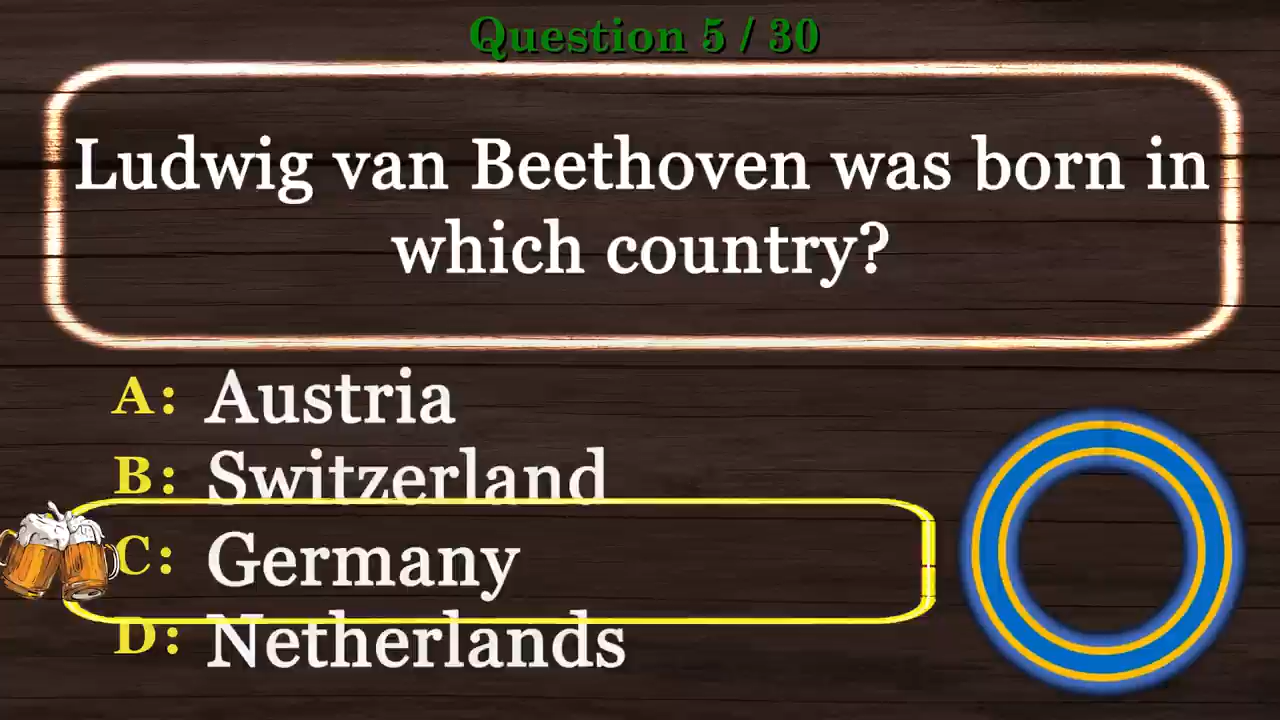 Question 5 / 30
Ludwig van Beethoven was born in
which country?
A: Austria
B: Switzerland
C: Germany
D: Netherlands